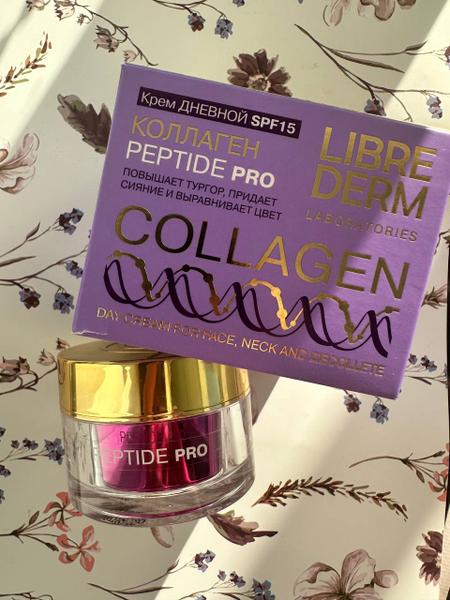 Крем ДНЕВНОЙ SPF15
КОЛЛАГЕН
PEPTIDE PRO
ПОВЫШАЕТ ТУРГОР, ПРИДАЕТ
СИЯНИЕ И ВЫРАВНИВАЕТ ЦВЕТ
LIBRE
DERM
LABORATORIES
COLLAGEN
DAY CREAM FOR FACE, NECK AND DECOLLETE
PEPTIDE PRO